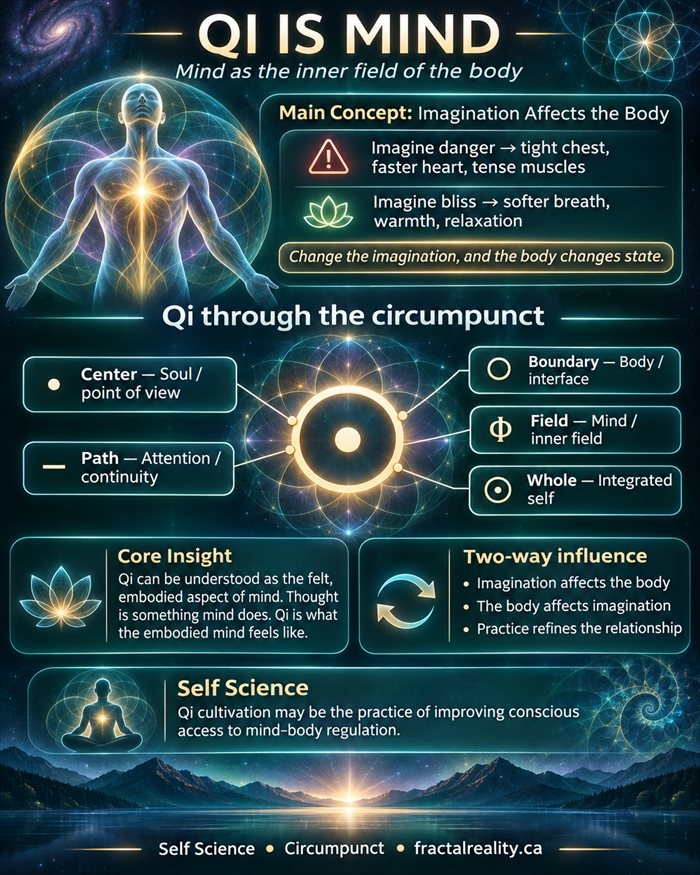 QI IS MIND
Mind as the inner field of the body
Main Concept: Imagination Affects the Body
Imagine danger → tight chest,
faster heart, tense muscles
Imagine bliss → softer breath,
warmth, relaxation
Change the imagination, and the body changes state.
Qi through the circumpunct
Center — Soul /
point of view
Path — Attention /
continuity
Boundary — Body /
interface
Φ Field — Mind /
inner field
Whole — Integrated
self
Core Insight
Qi can be understood as the felt,
embodied aspect of mind. Thought
is something mind does. Qi is what
the embodied mind feels like.
Two-way influence
• Imagination affects the body
• The body affects imagination
• Practice refines the relationship
Self Science
Qi cultivation may be the practice of improving conscious
access to mind–body regulation.
Self Science • Circumpunct • fractalreality.ca